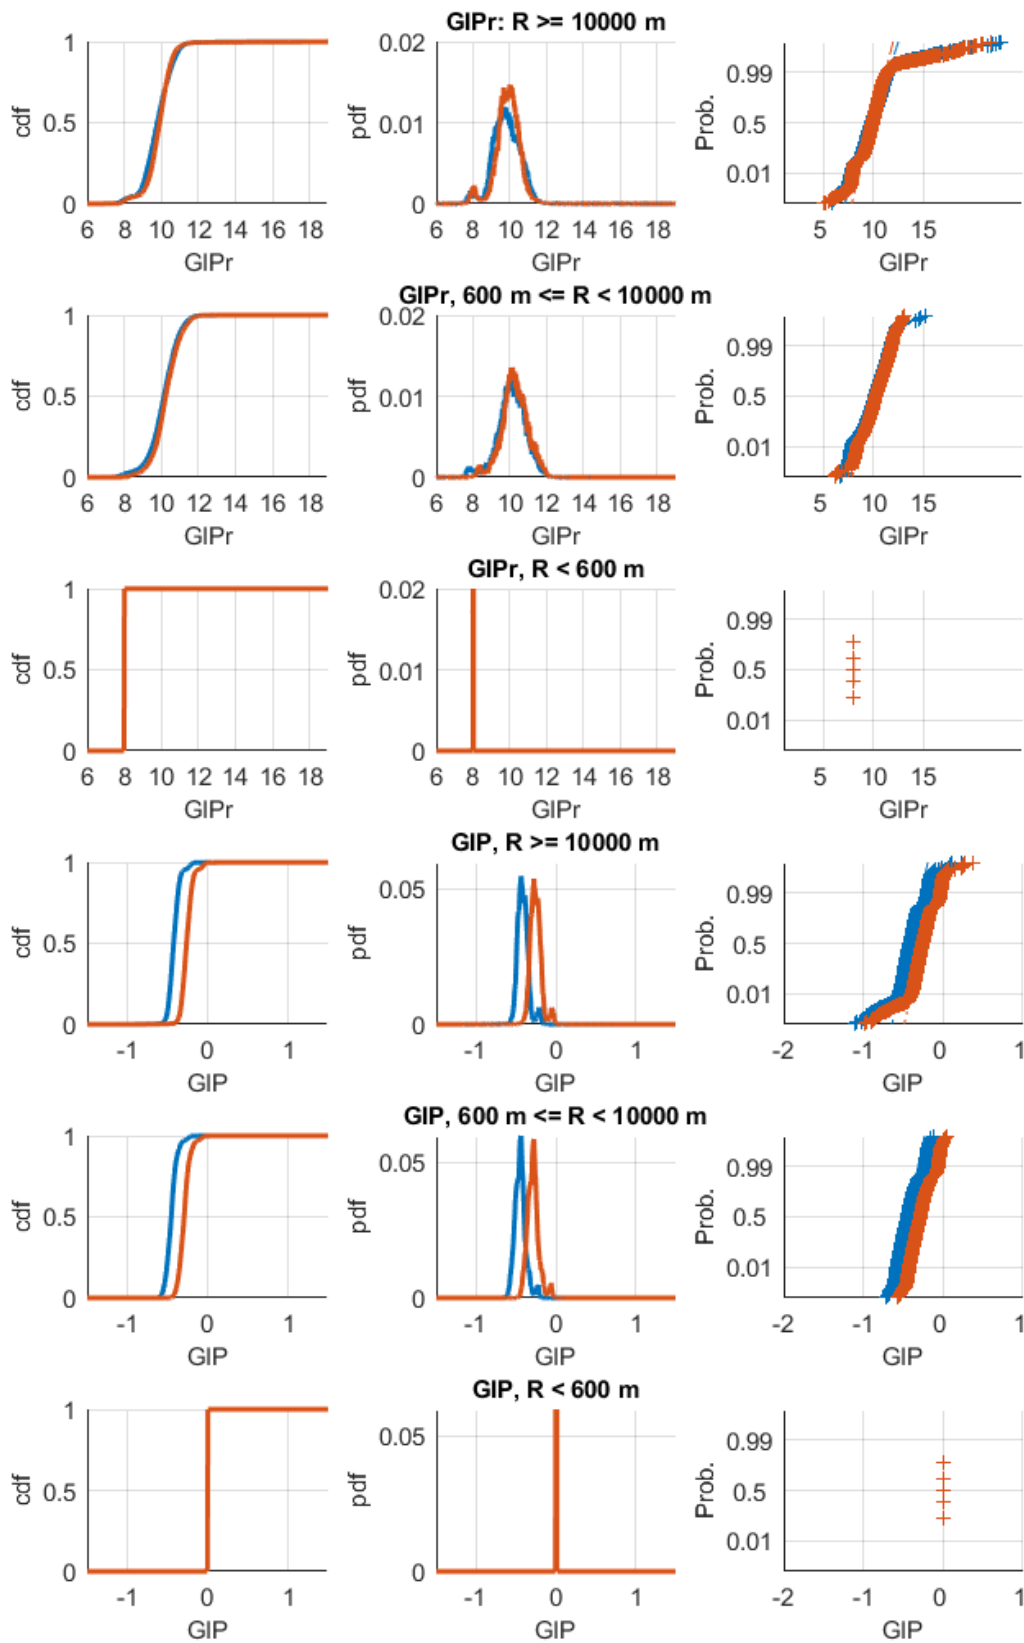 GIPr: R >= 10000 m
cdf
1
0.5
0
6 8 10 12 14 16 18
GIPr
pdf
0.02
0.01
0
6 8 10 12 14 16 18
GIPr
Prob.
0.99
0.5
0.01
5 10 15
GIPr
GIPr, 600 m <= R < 10000 m
cdf
1
0.5
0
6 8 10 12 14 16 18
GIPr
pdf
0.02
0.01
0
6 8 10 12 14 16 18
GIPr
Prob.
0.99
0.5
0.01
5 10 15
GIPr
GIPr, R < 600 m
cdf
1
0.5
0
6 8 10 12 14 16 18
GIPr
pdf
0.02
0.01
0
6 8 10 12 14 16 18
GIPr
Prob.
0.99
0.5
0.01
5 10 15
GIPr
GIP, R >= 10000 m
cdf
1
0.5
0
-1 0 1
GIP
pdf
0.05
0
-1 0 1
GIP
Prob.
0.99
0.5
0.01
-2 -1 0 1
GIP
GIP, 600 m <= R < 10000 m
cdf
1
0.5
0
-1 0 1
GIP
pdf
0.05
0
-1 0 1
GIP
Prob.
0.99
0.5
0.01
-2 -1 0 1
GIP
GIP, R < 600 m
cdf
1
0.5
0
-1 0 1
GIP
pdf
0.05
0
-1 0 1
GIP
Prob.
0.99
0.5
0.01
-2 -1 0 1
GIP